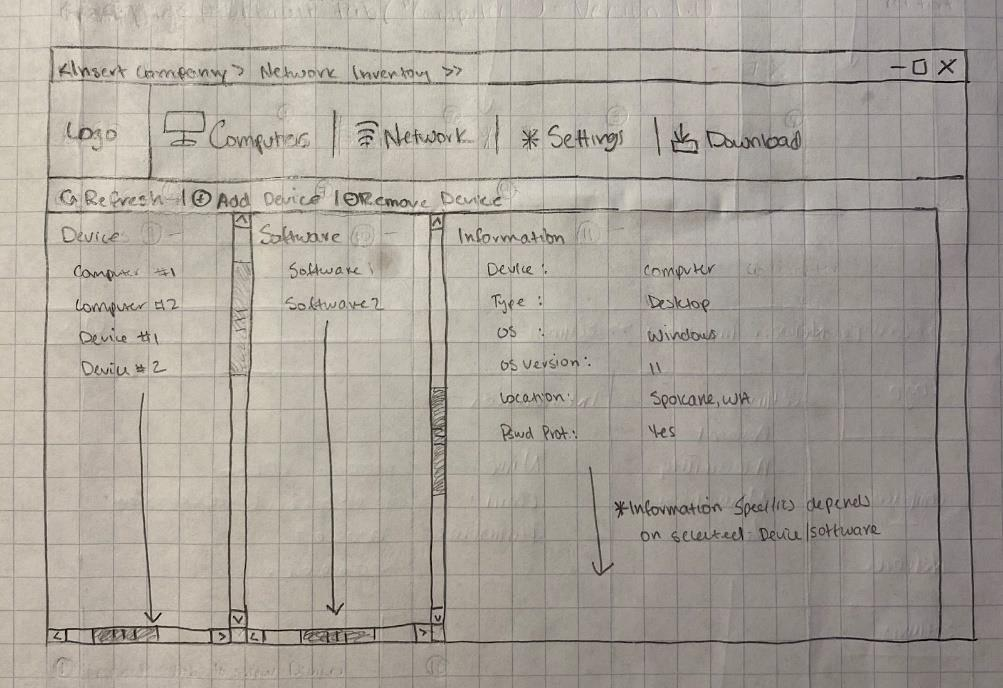 <Insert Company> Network Inventory >>
Logo
Computers | Network | * Settings | Download
Refresh | Add Device | Remove Device
Device
Computer #1
Computer #2
Device #1
Device #2
Software
Software 1
Software 2
Information
Device : Computer
Type : Desktop
OS : Windows
OS version: 11
Location: Spokane, WA
Pswd Prot.: Yes
*Information Specifics depends
on selected Device/software